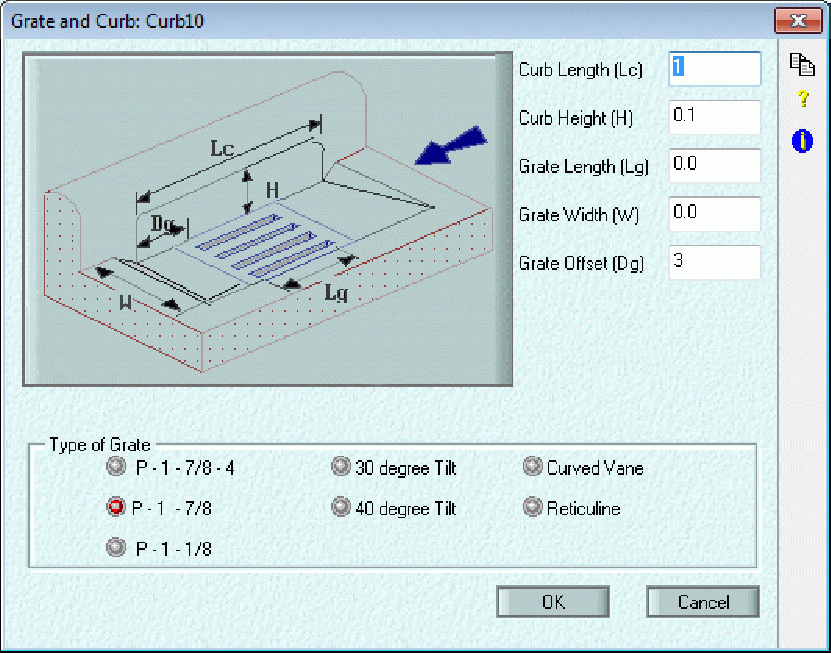 Grate and Curb: Curb10
Lc
H
Dg
W
Lg
Curb Length (Lc) 1
Curb Height (H) 0.1
Grate Length (Lg) 0.0
Grate Width (W) 0.0
Grate Offset (Dg) 3
Type of Grate
P - 1 - 7/8 - 4
30 degree Tilt
Curved Vane
P - 1 - 7/8
40 degree Tilt
Reticuline
P - 1 - 1/8
OK
Cancel